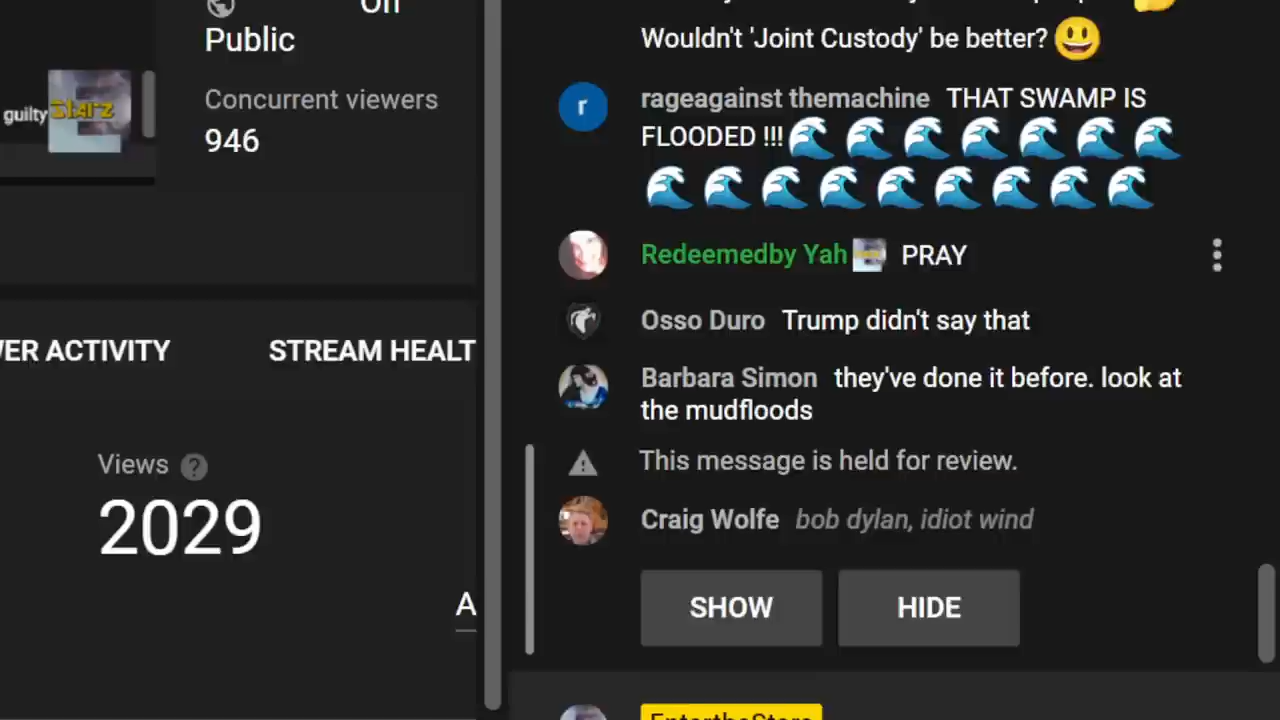 Public
guilty
Starz
Concurrent viewers
946
ER ACTIVITY
STREAM HEALT
Views ?
2029
A
Wouldn't 'Joint Custody' be better? 😃
r
rageagainst themachine THAT SWAMP IS
FLOODED !!! 🌊 🌊 🌊 🌊 🌊 🌊 🌊
🌊 🌊 🌊 🌊 🌊 🌊 🌊 🌊 🌊
Redeemedby Yah PRAY
Osso Duro Trump didn't say that
Barbara Simon they've done it before. look at
the mudfloods
This message is held for review.
Craig Wolfe bob dylan, idiot wind
SHOW HIDE